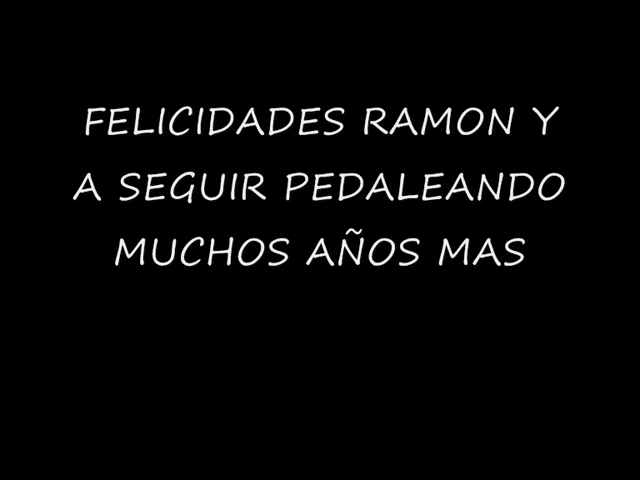 FELICIDADES RAMON Y
A SEGUIR PEDALEANDO
MUCHOS AÑOS MAS